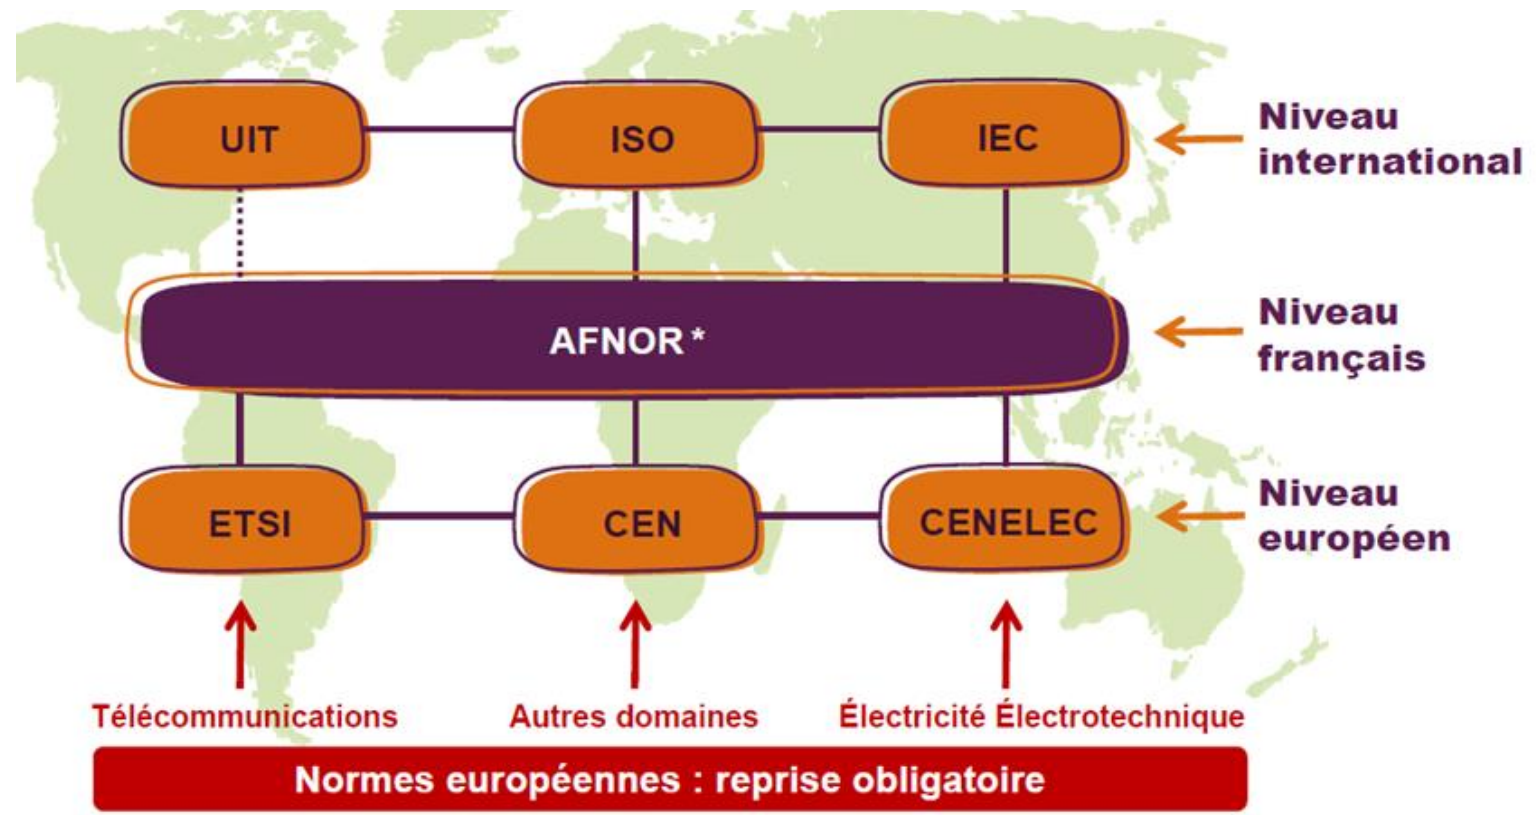 UIT
ISO
IEC
Niveau
international
AFNOR *
Niveau
français
ETSI
CEN
CENELEC
Niveau
européen
Télécommunications
Autres domaines
Électricité Électrotechnique
Normes européennes : reprise obligatoire